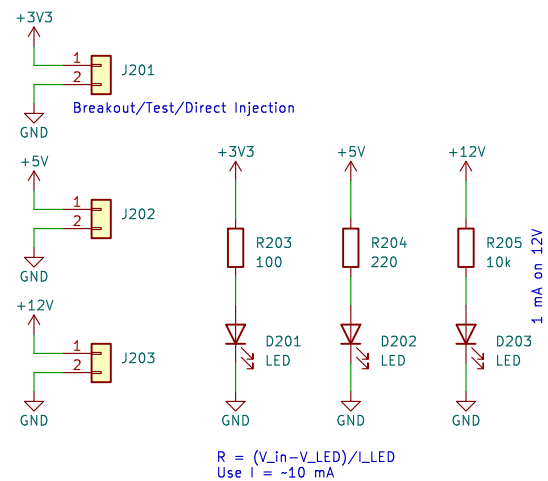 +3V3
1
2
J201
Breakout/Test/Direct Injection
GND
+5V
1
2
J202
GND
+12V
1
2
J203
GND
+3V3
R203
100
D201
LED
GND
+5V
R204
220
D202
LED
GND
+12V
R205
10k
D203
LED
GND
1 mA on 12V
R = (V_in-V_LED)/I_LED
Use I = ~10 mA